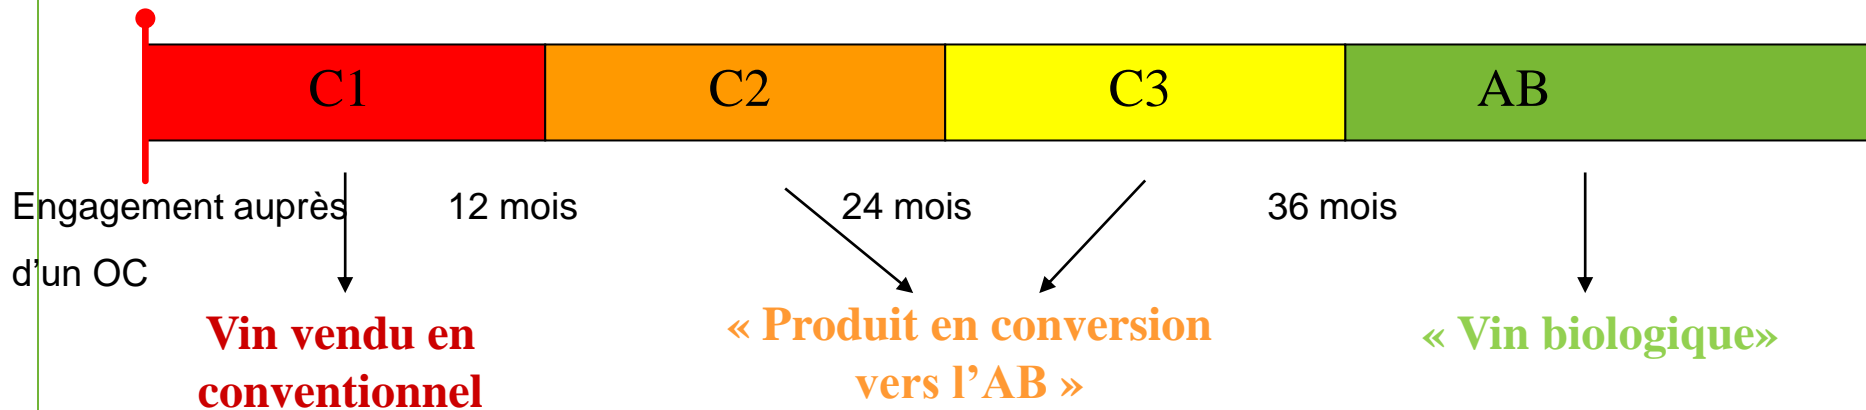 C1 C2 C3 AB
Engagement auprès 12 mois 24 mois 36 mois
d'un OC
Vin vendu en
conventionnel
« Produit en conversion
vers l'AB »
« Vin biologique»